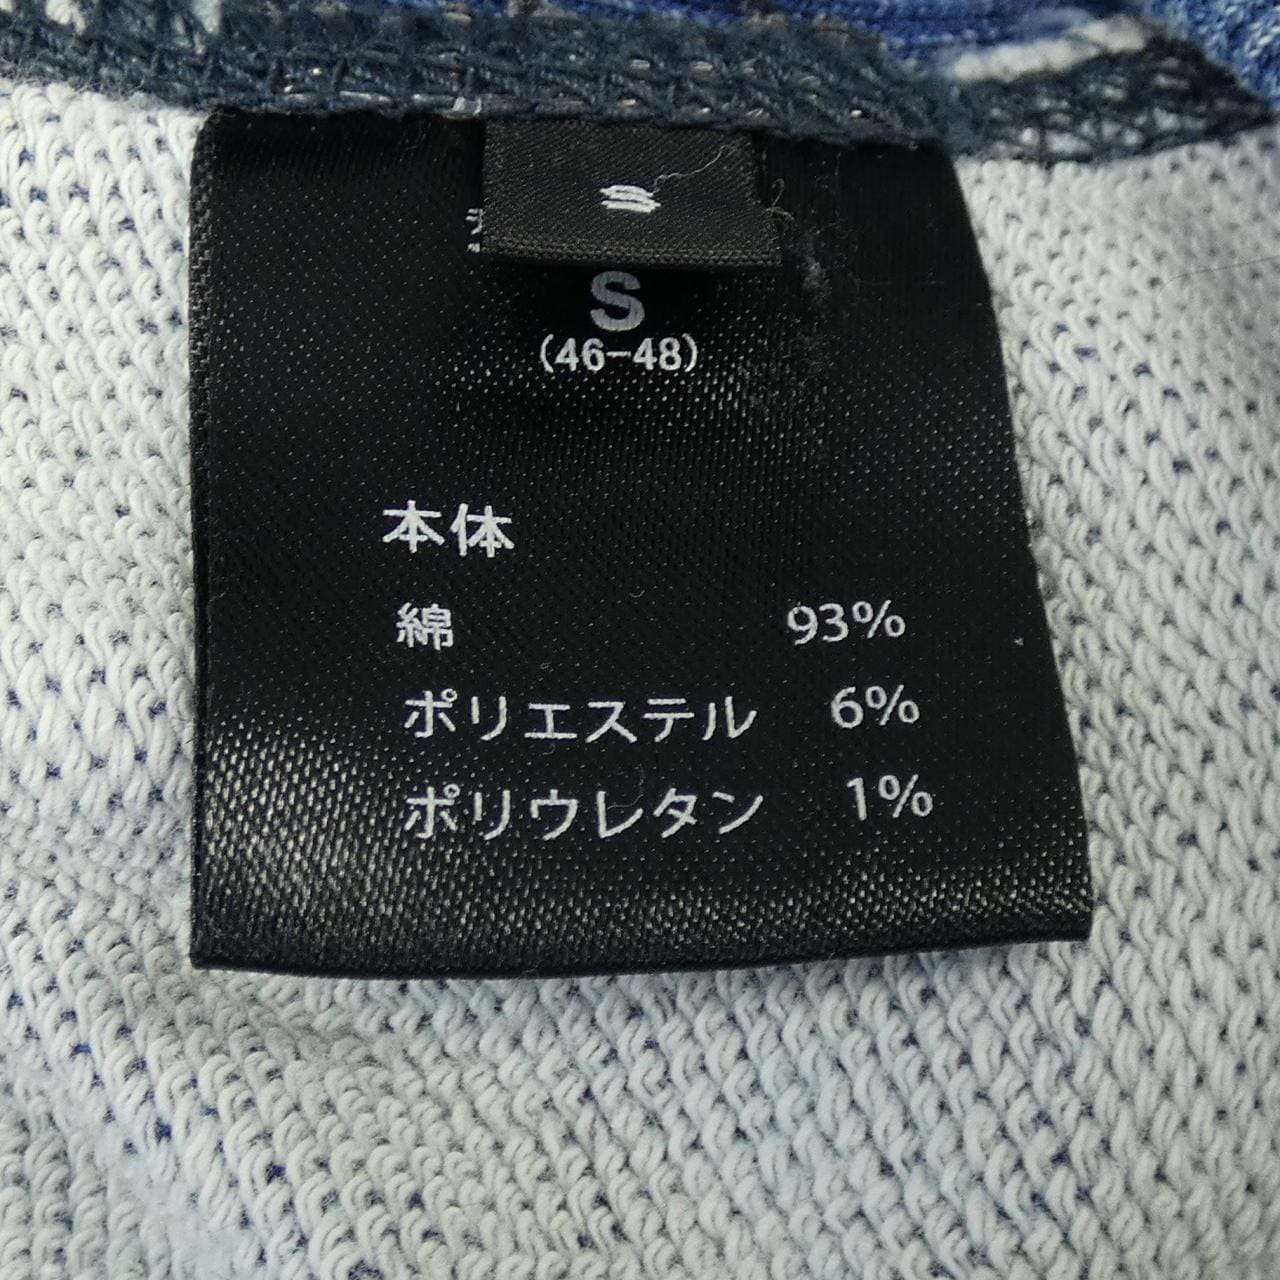 S
S
(46-48)
本体
綿 93%
ポリエステル 6%
ポリウレタン 1%